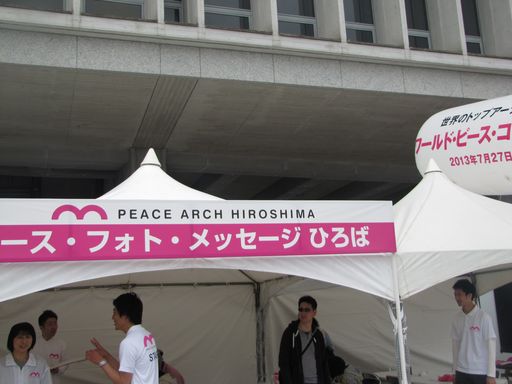 世界のトップアー
ワールド・ピース・コ
2013年7月27日
PEACE ARCH HIROSHIMA
ース・フォト・メッセージ ひろば